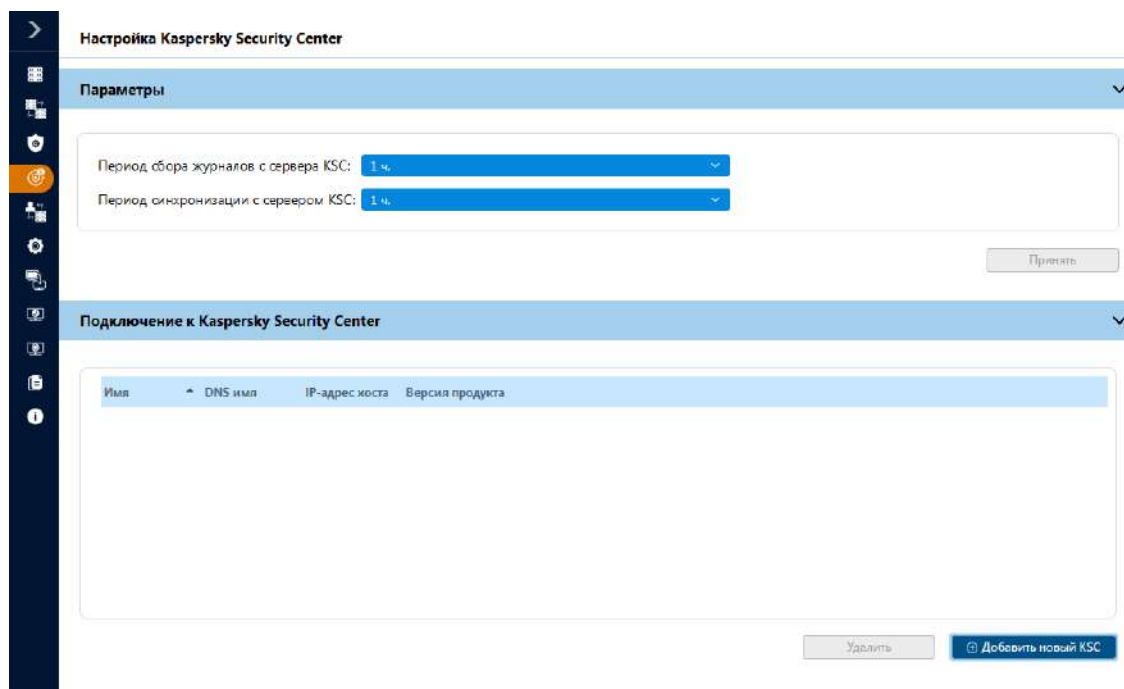 Настройка Kaspersky Security Center
Параметры
Период сбора журналов с сервера KSC: 1 ч.
Период синхронизации с сервером KSC: 1 ч.
Принять
Подключение к Kaspersky Security Center
Имя DNS имя IP-адрес хоста Версия продукта
Удалить Добавить новый KSC